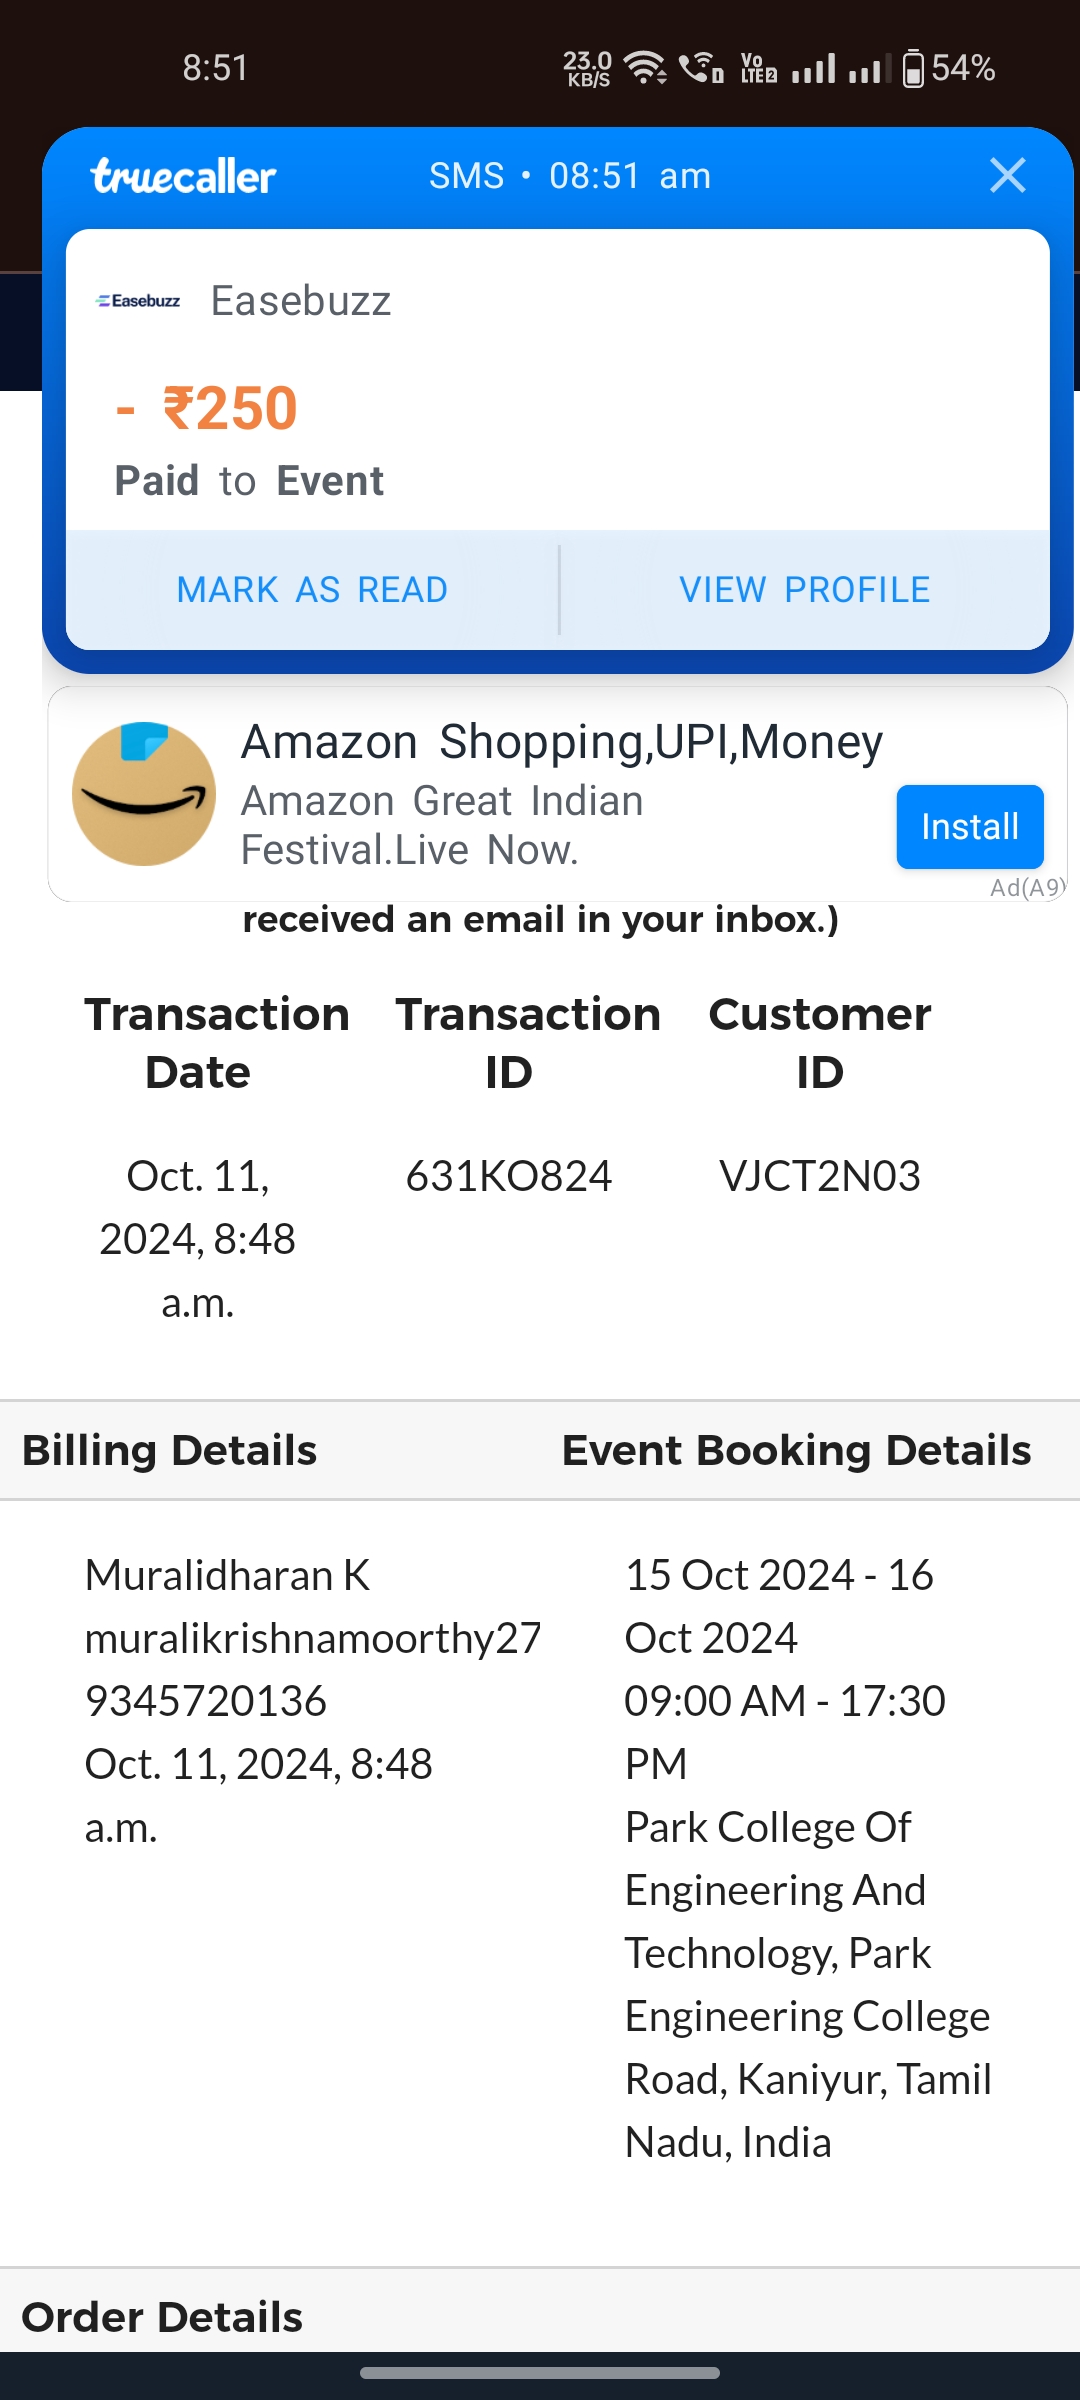 8:51
23.0
KB/S
Vo
LTE 2
54%
truecaller
SMS • 08:51 am
Easebuzz
Easebuzz
- ₹250
Paid to Event
MARK AS READ
VIEW PROFILE
Amazon Shopping,UPI,Money
Amazon Great Indian
Festival.Live Now.
Install
Ad(A9)
received an email in your inbox.)
Transaction Transaction Customer
Date ID ID
Oct. 11, 631KO824 VJCT2N03
2024, 8:48
a.m.
Billing Details Event Booking Details
Muralidharan K
muralikrishnamoorthy27
9345720136
Oct. 11, 2024, 8:48
a.m.
15 Oct 2024 - 16
Oct 2024
09:00 AM - 17:30
PM
Park College Of
Engineering And
Technology, Park
Engineering College
Road, Kaniyur, Tamil
Nadu, India
Order Details